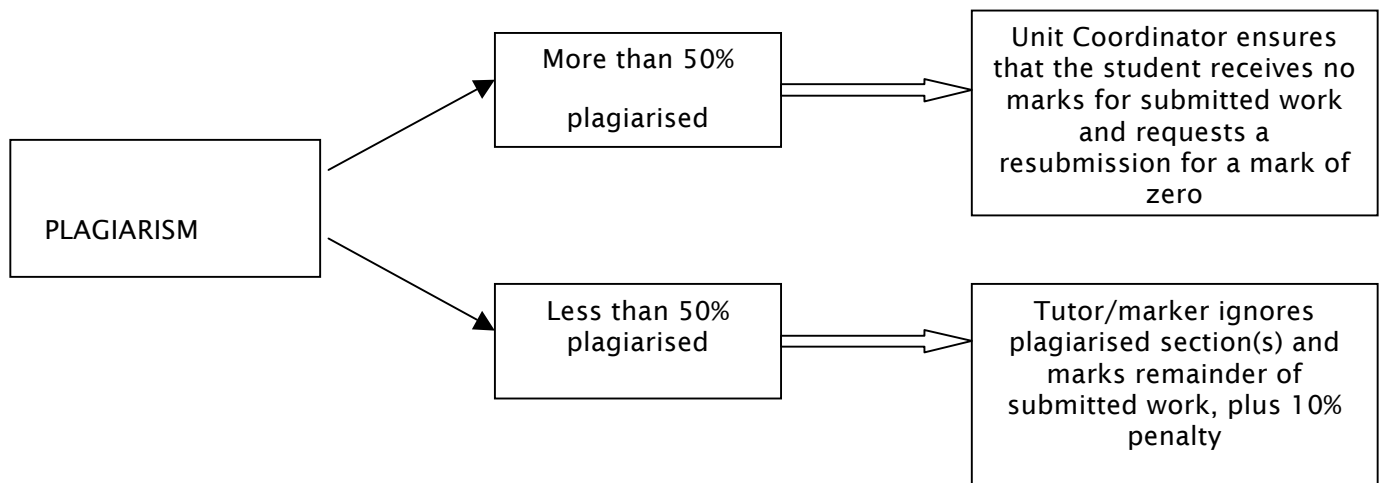 PLAGIARISM
More than 50%
plagiarised
Unit Coordinator ensures
that the student receives no
marks for submitted work
and requests a
resubmission for a mark of
zero
Less than 50%
plagiarised
Tutor/marker ignores
plagiarised section(s) and
marks remainder of
submitted work, plus 10%
penalty